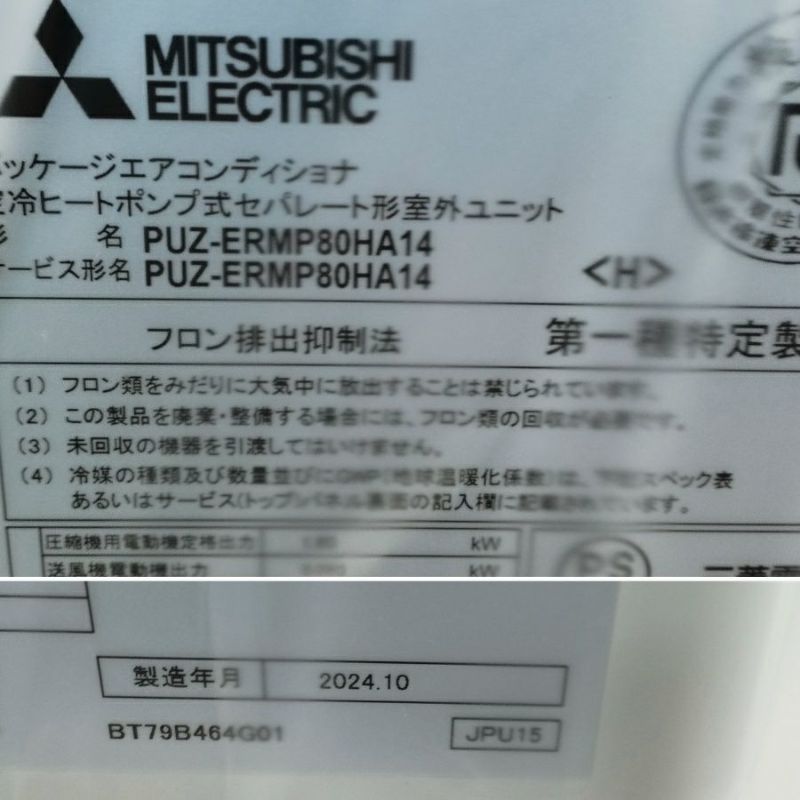 MITSUBISHI
ELECTRIC
ッケージエアコンディショナ
冷ヒートポンプ式セパレート形室外ユニット
名 PUZ-ERMP80HA14
ービス形名 PUZ-ERMP80HA14
<H>
フロン排出抑制法
第一種特定製
(1) フロン類をみだりに大気中に放出することは禁じられています。
(2) この製品を廃棄・整備する場合には、フロン類の回収が必要です。
(3) 未回収の機器を引渡してはいけません。
(4) 冷媒の種類及び数量並びにGWP(地球温暖化係数)は、スペック表
あるいはサービス(トップ)パネル裏面の記入欄に記載されています。
圧縮機用電動機定格出力 kW
送風機電動機出力 kW
PS
三菱電
製造年月 2024.10
BT79B464G01
JPU15